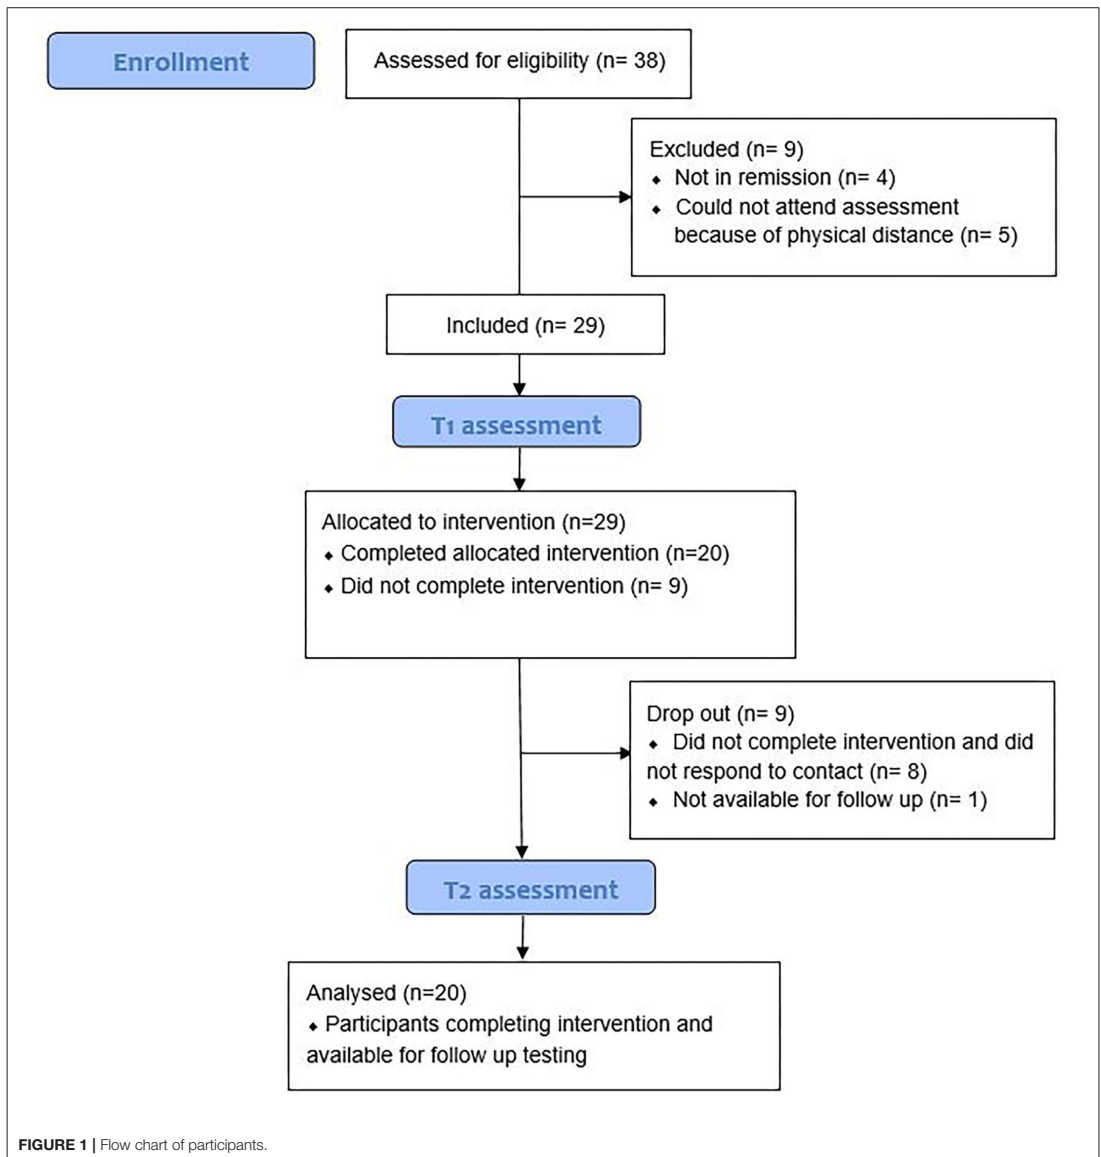 Enrollment
Assessed for eligibility (n= 38)
Excluded (n= 9)
⬥ Not in remission (n= 4)
⬥ Could not attend assessment
because of physical distance (n= 5)
Included (n= 29)
T1 assessment
Allocated to intervention (n=29)
⬥ Completed allocated intervention (n=20)
⬥ Did not complete intervention (n= 9)
Drop out (n= 9)
⬥ Did not complete intervention and did
not respond to contact (n= 8)
⬥ Not available for follow up (n= 1)
T2 assessment
Analysed (n=20)
⬥ Participants completing intervention and
available for follow up testing
FIGURE 1 | Flow chart of participants.